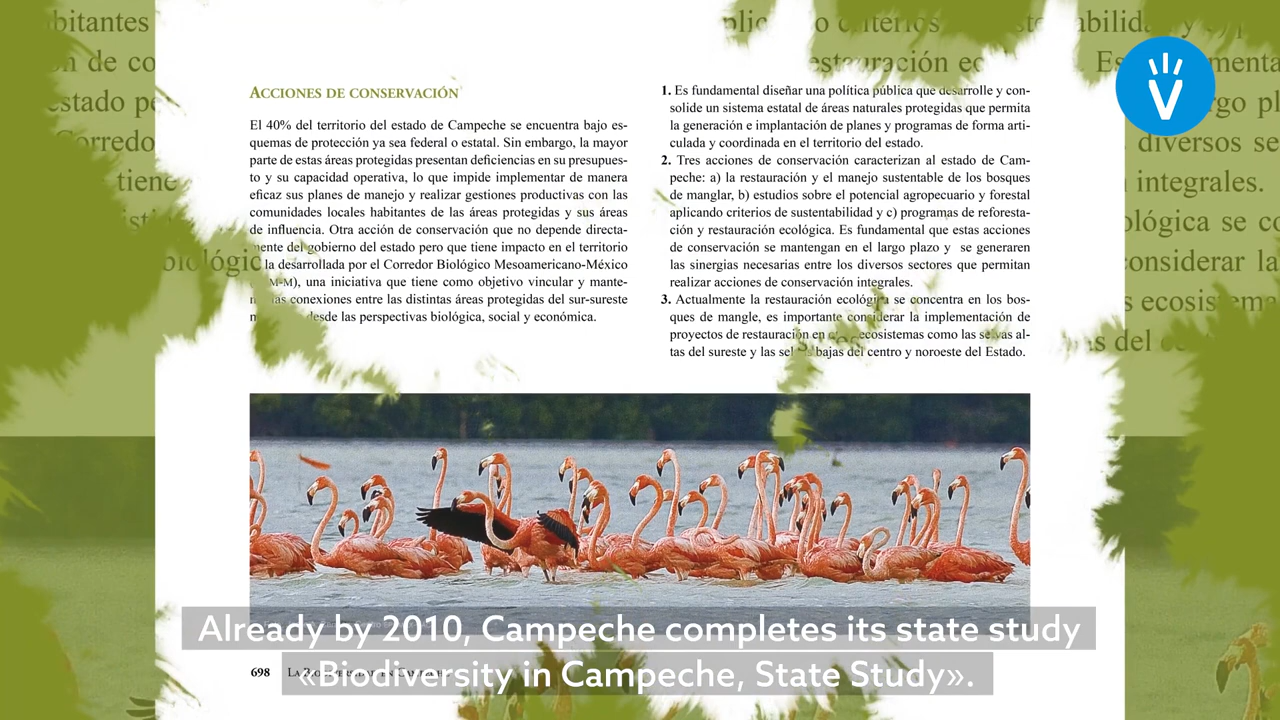 ACCIONES DE CONSERVACIÓN
El 40% del territorio del estado de Campeche se encuentra bajo es-
quemas de protección ya sea federal o estatal. Sin embargo, la mayor
parte de estas áreas protegidas presentan deficiencias en su presupues-
to y su capacidad operativa, lo que impide implementar de manera
eficaz sus planes de manejo y realizar gestiones productivas con las
comunidades locales habitantes de las áreas protegidas y sus áreas
de influencia. Otra acción de conservación que no depende directa-
mente del gobierno del estado pero que tiene impacto en el territorio
la desarrollada por el Corredor Biológico Mesoamericano-México
M-M), una iniciativa que tiene como objetivo vincular y mante-
las conexiones entre las distintas áreas protegidas del sur-sureste
desde las perspectivas biológica, social y económica.
1. Es fundamental diseñar una política pública que desarrolle y con-
solide un sistema estatal de áreas naturales protegidas que permita
la generación e implantación de planes y programas de forma arti-
culada y coordinada en el territorio del estado.
2. Tres acciones de conservación caracterizan al estado de Cam-
peche: a) la restauración y el manejo sustentable de los bosques
de manglar, b) estudios sobre el potencial agropecuario y forestal
aplicando criterios de sustentabilidad y c) programas de reforesta-
ción y restauración ecológica. Es fundamental que estas acciones
de conservación se mantengan en el largo plazo y se generaren
las sinergias necesarias entre los diversos sectores que permitan
realizar acciones de conservación integrales.
3. Actualmente la restauración ecológica se concentra en los bos-
ques de mangle, es importante considerar la implementación de
proyectos de restauración en ecosistemas como las selvas al-
tas del sureste y las selvas bajas del centro y noroeste del Estado.
Already by 2010, Campeche completes its state study
«Biodiversity in Campeche, State Study».
698